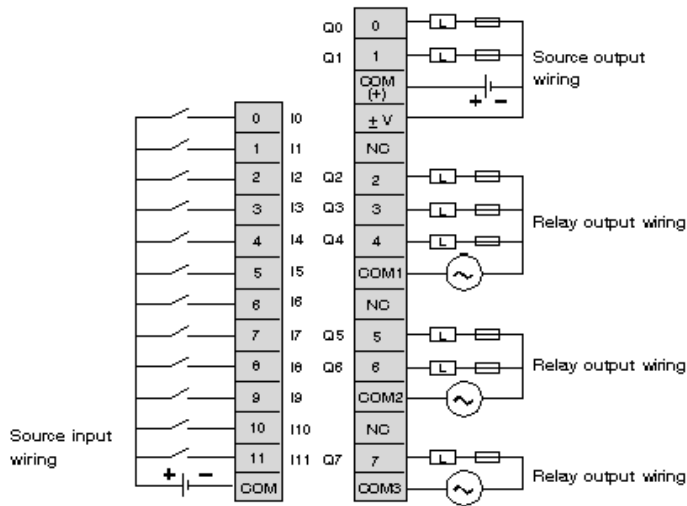 Source input
wiring
0 I0
1 I1
2 I2
3 I3
4 I4
5 I5
6 I6
7 I7
8 I8
9 I9
10 I10
11 I11
COM
+ −
Q0 0 L
Q1 1 L
COM
(+)
+ −
± V
NC
Source output
wiring
Q2 2 L
Q3 3 L
Q4 4 L
COM1
NC
Relay output wiring
Q5 5 L
Q6 6 L
COM2
NC
Relay output wiring
Q7 7 L
COM3
Relay output wiring